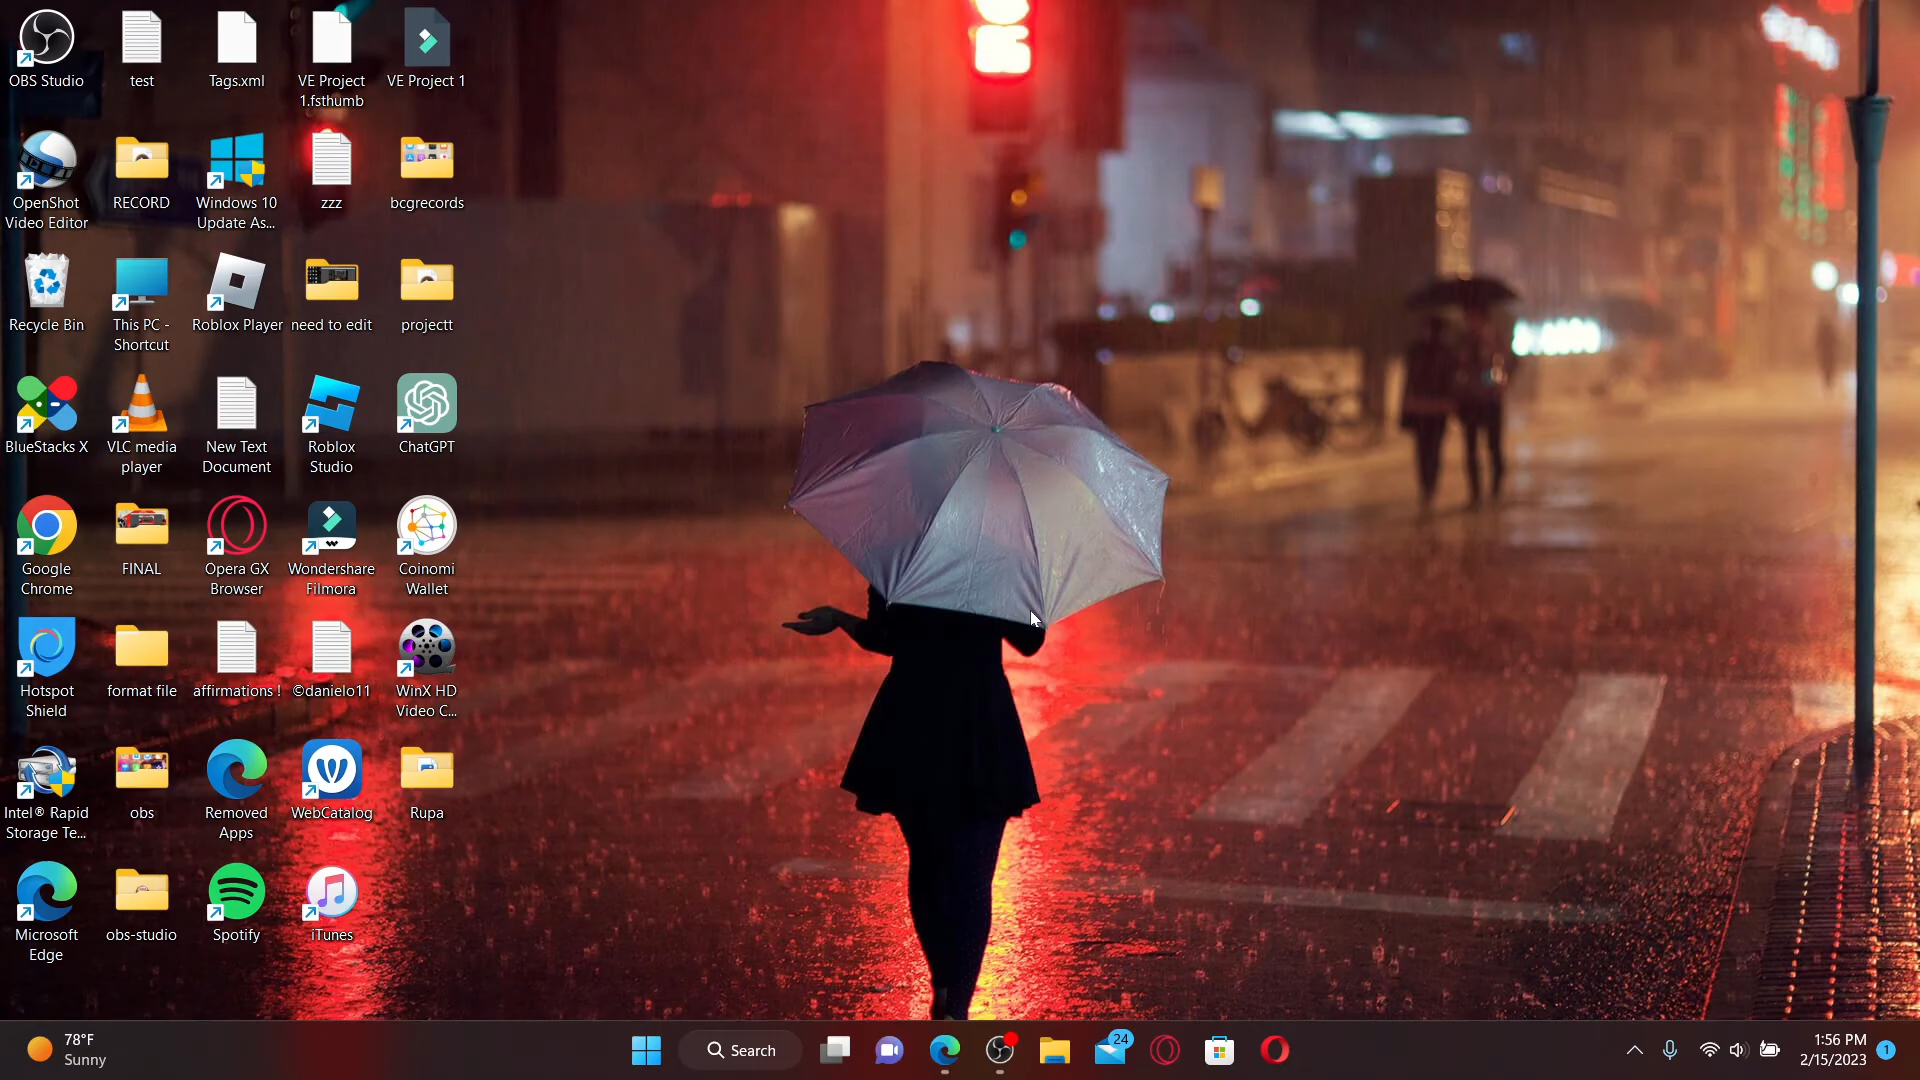 OBS Studio
test
Tags.xml
VE Project
1.fsthumb
VE Project 1
OpenShot
Video Editor
RECORD
Windows 10
Update As...
zzz
bcgrecords
Recycle Bin
This PC -
Shortcut
Roblox Player
need to edit
projectt
BlueStacks X
VLC media
player
New Text
Document
Roblox
Studio
ChatGPT
Google
Chrome
FINAL
Opera GX
Browser
Wondershare
Filmora
Coinomi
Wallet
Hotspot
Shield
format file
affirmations !
©danielo11
WinX HD
Video C...
Intel® Rapid
Storage Te...
obs
Removed
Apps
WebCatalog
Rupa
Microsoft
Edge
obs-studio
Spotify
iTunes
78°F
Sunny
Search
24
1:56 PM
2/15/2023
1